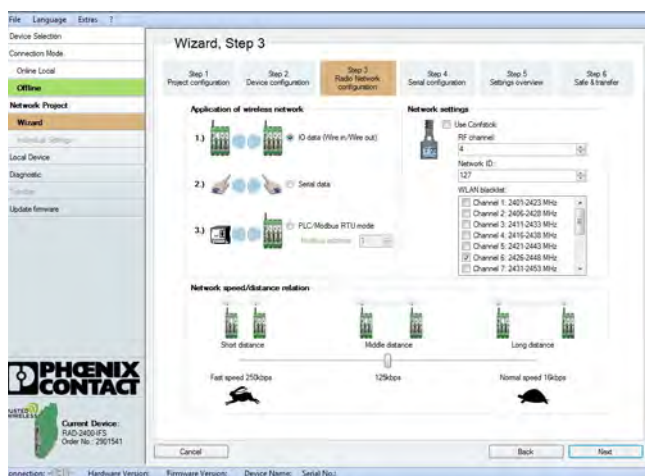 File Language Extras ?
Device Selection
Connection Mode
Online Local
Offline
Network Project
Wizard
Individual Settings
Local Device
Diagnostic
Update firmware
PHŒNIX
CONTACT
TRUSTED
WIRELESS
Current Device:
RAD-2400-IFS
Order No.: 2901541
Wizard, Step 3
Step 1
Project configuration
Step 2
Device configuration
Step 3
Radio Network
configuration
Step 4
Serial configuration
Step 5
Settings overview
Step 6
Safe & transfer
Application of wireless network
1.) IO data (Wire in/Wire out)
2.) Serial data
3.) PLC/Modbus RTU mode
Modbus address: 1
Network settings
Use Confstick
RF channel:
4
Network ID:
127
WLAN blacklist:
Channel 1: 2401-2423 MHz
Channel 2: 2406-2428 MHz
Channel 3: 2411-2433 MHz
Channel 4: 2416-2438 MHz
Channel 5: 2421-2443 MHz
Channel 6: 2426-2448 MHz
Channel 7: 2431-2453 MHz
Network speed/distance relation
Short distance
Middle distance
Long distance
Fast speed 250kbps
125kbps
Normal speed 16kbps
Cancel
Back
Next
Connection: Hardware Version: Firmware Version: Device Name: Serial No.: